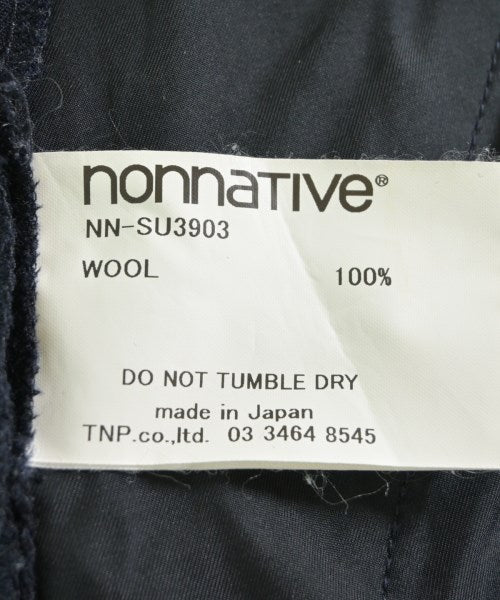 nonnative®
NN-SU3903
WOOL 100%
DO NOT TUMBLE DRY
made in Japan
TNP.co.,ltd. 03 3464 8545